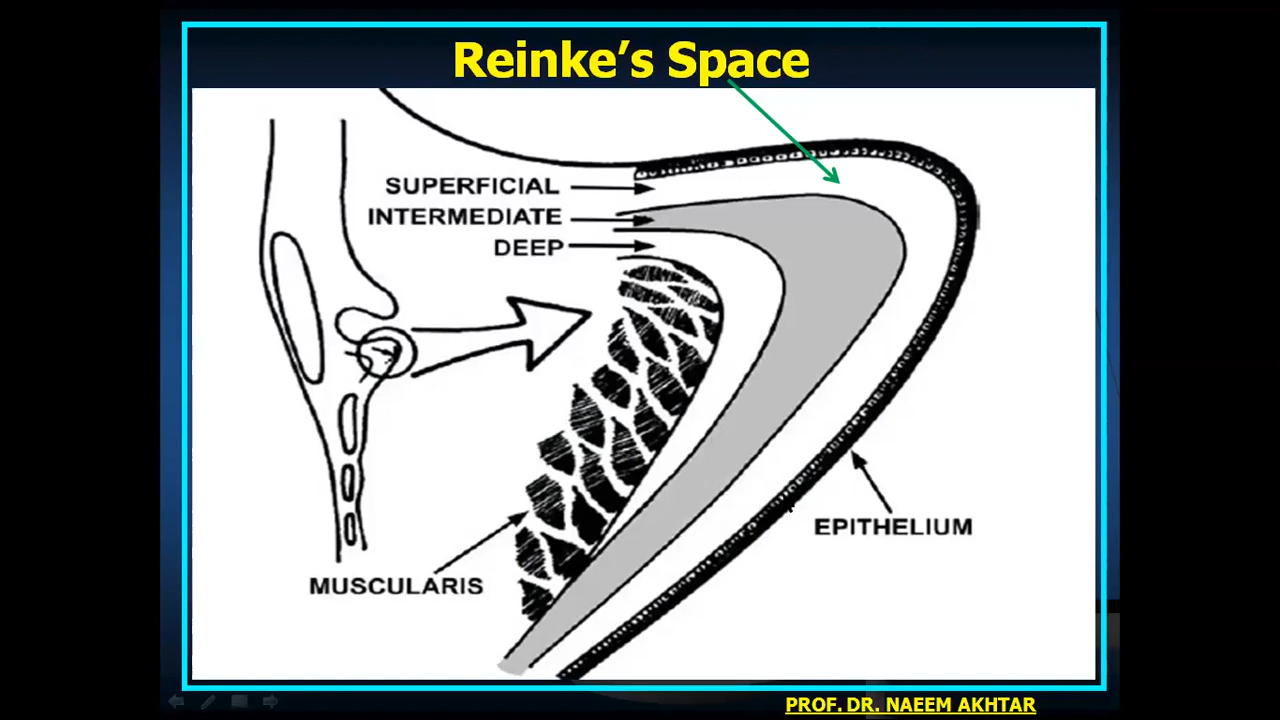 Reinke's Space
SUPERFICIAL
INTERMEDIATE
DEEP
EPITHELIUM
MUSCULARIS
PROF. DR. NAEEM AKHTAR